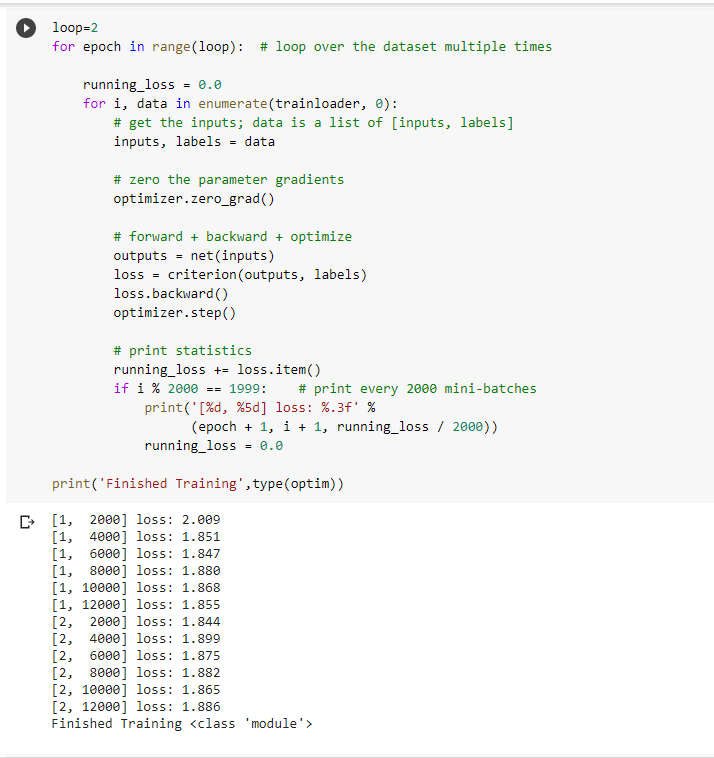 loop=2
for epoch in range(loop):  # loop over the dataset multiple times
    running_loss = 0.0
    for i, data in enumerate(trainloader, 0):
        # get the inputs; data is a list of [inputs, labels]
        inputs, labels = data
        # zero the parameter gradients
        optimizer.zero_grad()
        # forward + backward + optimize
        outputs = net(inputs)
        loss = criterion(outputs, labels)
        loss.backward()
        optimizer.step()
        # print statistics
        running_loss += loss.item()
        if i % 2000 == 1999:    # print every 2000 mini-batches
            print('[%d, %5d] loss: %.3f' %
                  (epoch + 1, i + 1, running_loss / 2000))
            running_loss = 0.0
print('Finished Training',type(optim))
[1,  2000] loss: 2.009
[1,  4000] loss: 1.851
[1,  6000] loss: 1.847
[1,  8000] loss: 1.880
[1, 10000] loss: 1.868
[1, 12000] loss: 1.855
[2,  2000] loss: 1.844
[2,  4000] loss: 1.899
[2,  6000] loss: 1.875
[2,  8000] loss: 1.882
[2, 10000] loss: 1.865
[2, 12000] loss: 1.886
Finished Training <class 'module'>